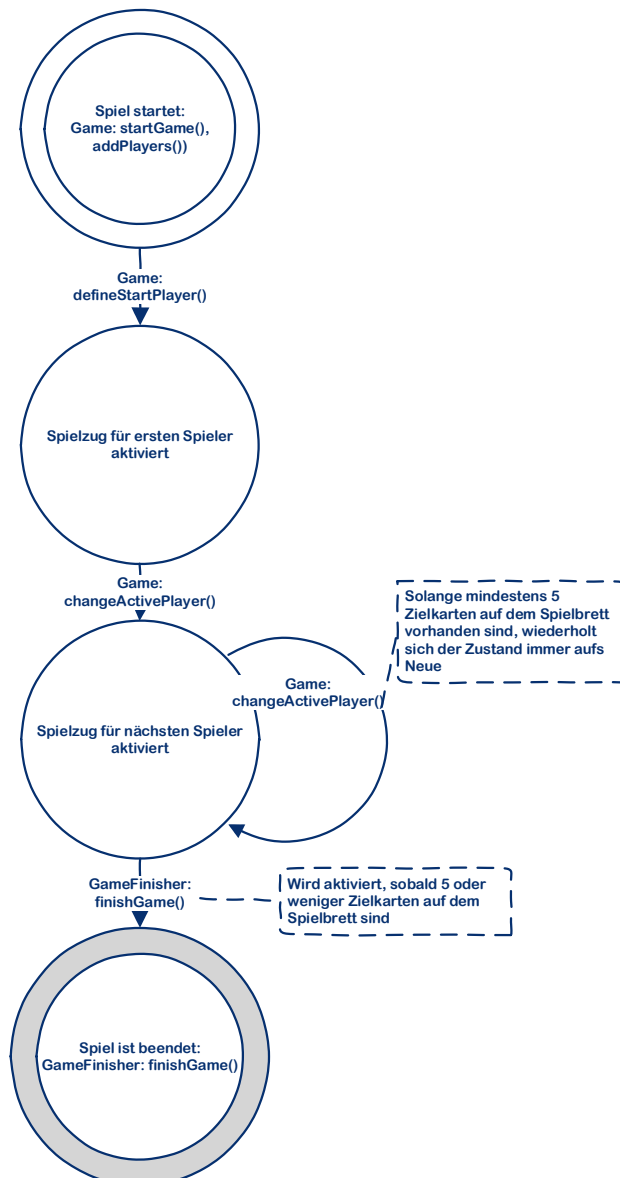 Spiel startet:
Game: startGame(),
addPlayers())
Game:
defineStartPlayer()
Spielzug für ersten Spieler
aktiviert
Game:
changeActivePlayer()
Solange mindestens 5
Zielkarten auf dem Spielbrett
vorhanden sind, wiederholt
sich der Zustand immer aufs
Neue
Game:
changeActivePlayer()
Spielzug für nächsten Spieler
aktiviert
GameFinisher:
finishGame()
Wird aktiviert, sobald 5 oder
weniger Zielkarten auf dem
Spielbrett sind
Spiel ist beendet:
GameFinisher: finishGame()